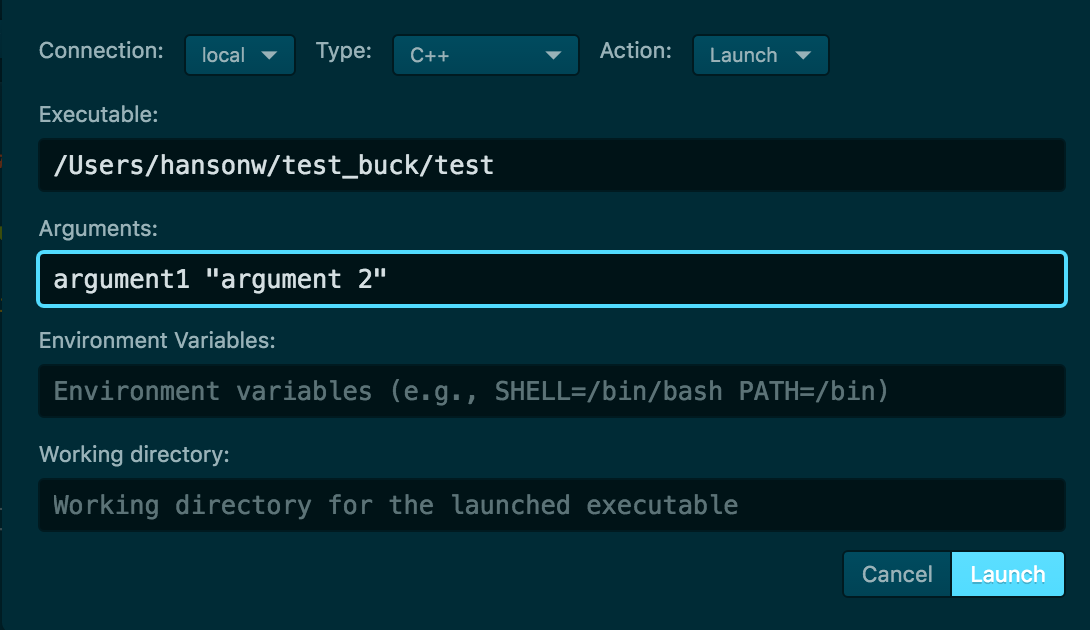 Connection: local Type: C++ Action: Launch
Executable:
/Users/hansonw/test_buck/test
Arguments:
argument1 "argument 2"
Environment Variables:
Environment variables (e.g., SHELL=/bin/bash PATH=/bin)
Working directory:
Working directory for the launched executable
Cancel Launch